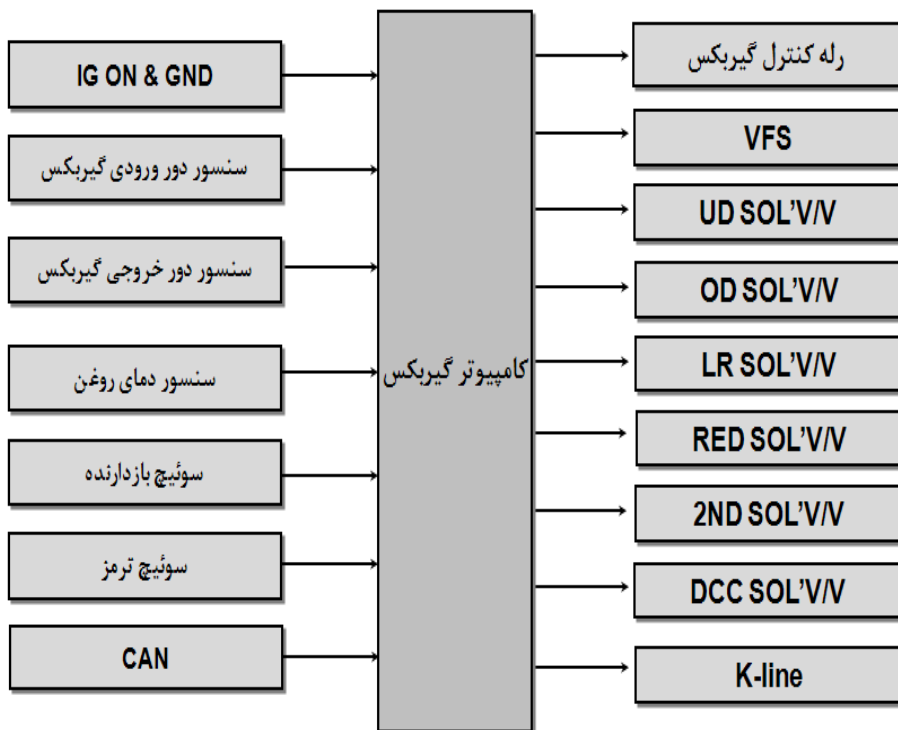 IG ON & GND
سنسور دور ورودی گیربکس
سنسور دور خروجی گیربکس
سنسور دمای روغن
سوئیچ بازدارنده
سوئیچ ترمز
CAN
کامپیوتر گیربکس
رله کنترل گیربکس
VFS
UD SOL'V/V
OD SOL'V/V
LR SOL'V/V
RED SOL'V/V
2ND SOL'V/V
DCC SOL'V/V
K-line